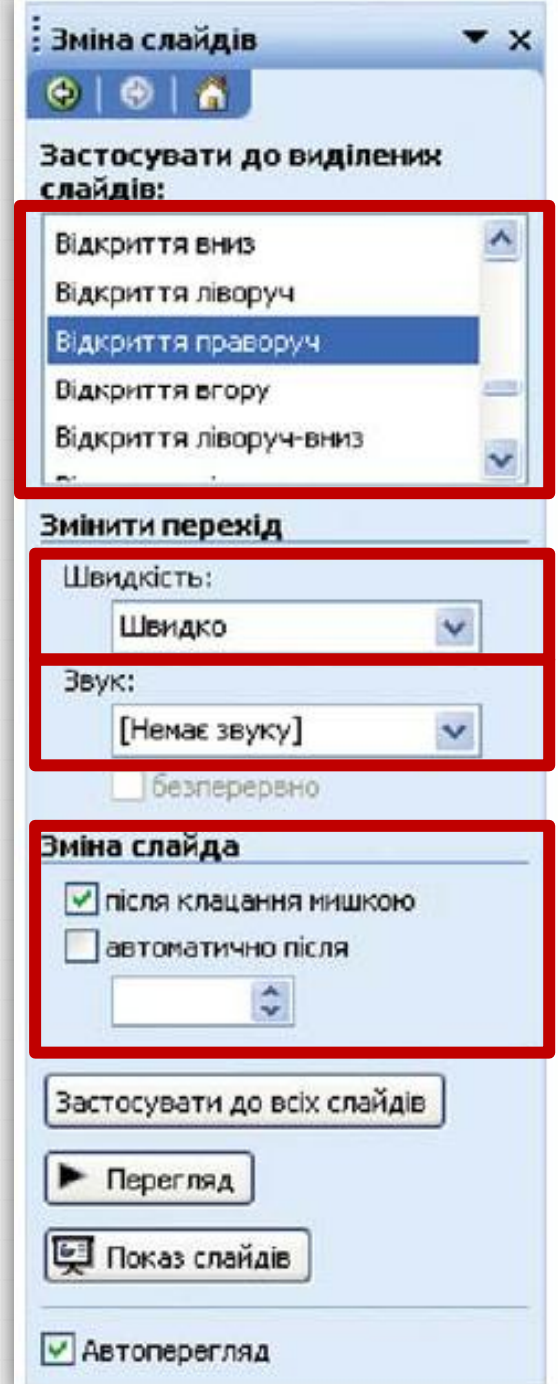 Зміна слайдів
Застосувати до виділених
слайдів:
Відкриття вниз
Відкриття ліворуч
Відкриття праворуч
Відкриття вгору
Відкриття ліворуч-вниз
Змінити перехід
Швидкість:
Швидко
Звук:
[Немає звуку]
безперервно
Зміна слайда
після клацання мишкою
автоматично після
Застосувати до всіх слайдів
Перегляд
Показ слайдів
Автоперегляд